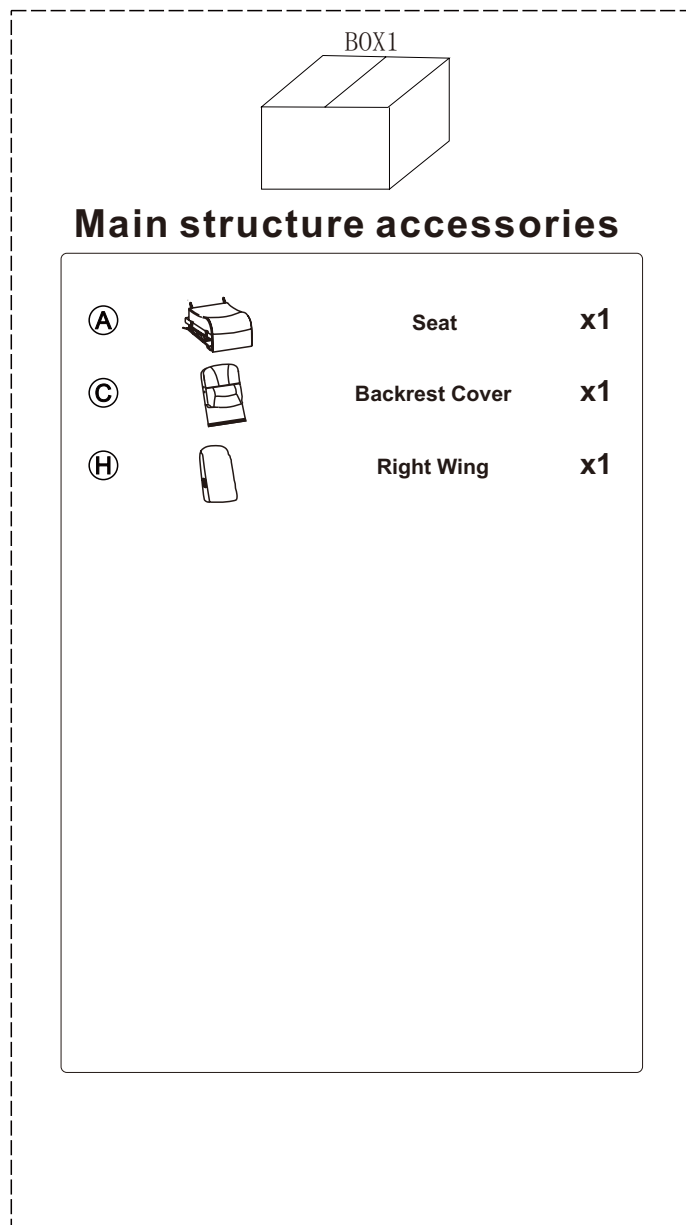 BOX1
Main structure accessories
Ⓐ Seat x1
Ⓒ Backrest Cover x1
Ⓗ Right Wing x1